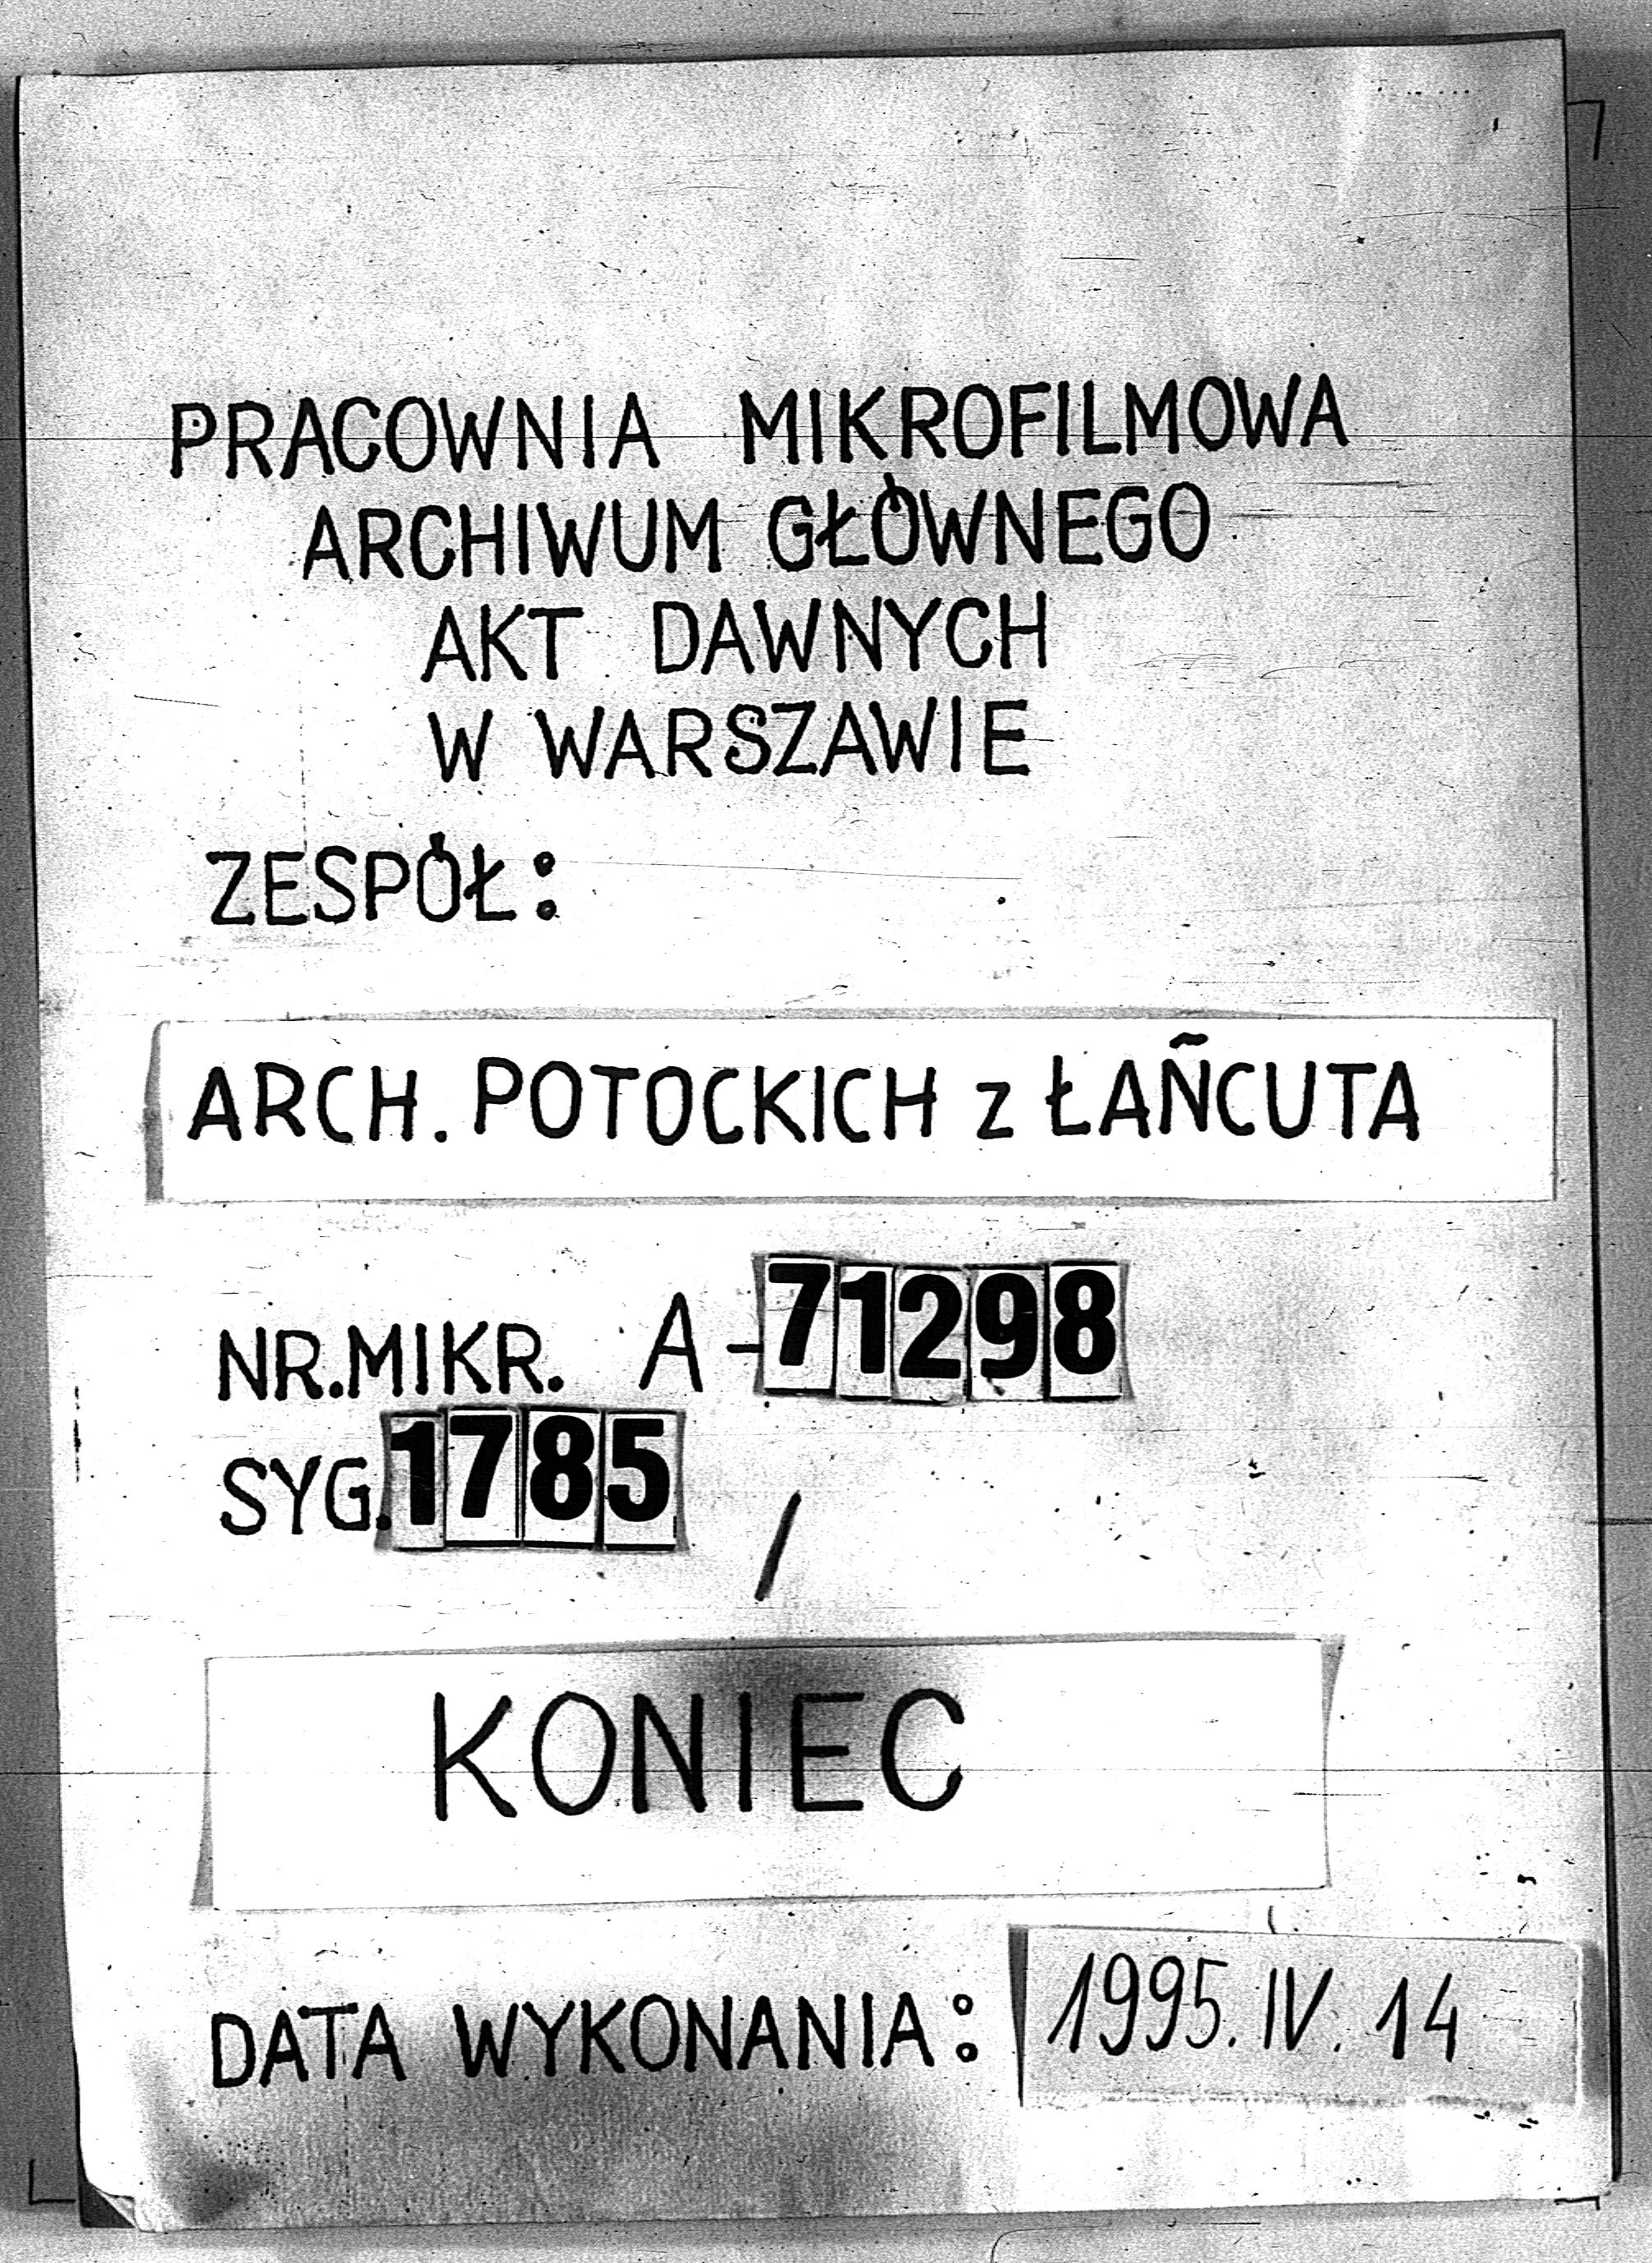 PRACOWNIA MIKROFILMOWA
ARCHIWUM GŁÓWNEGO
AKT DAWNYCH
W WARSZAWIE
ZESPÓŁ:
ARCH. POTOCKICH z ŁAŃCUTA
NR.MIKR. A-71298
SYG.1785 /
KONIEC
DATA WYKONANIA: 1995.IV.14